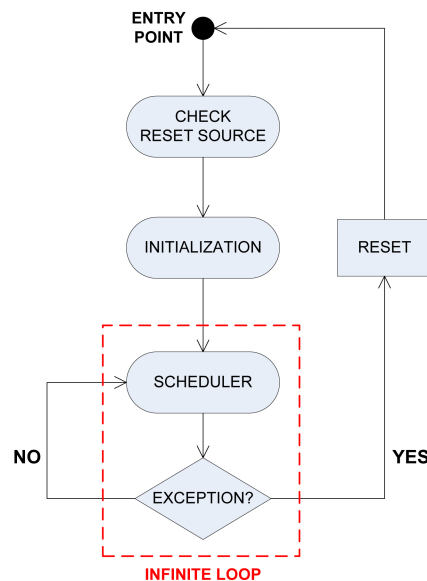 ENTRY
POINT
CHECK
RESET SOURCE
INITIALIZATION
RESET
SCHEDULER
NO
YES
EXCEPTION?
INFINITE LOOP